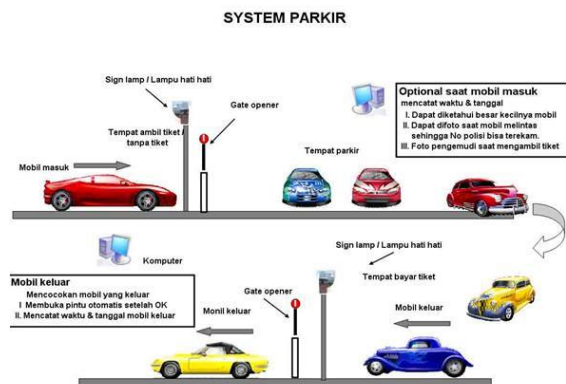 SYSTEM PARKIR
Sign lamp / Lampu hati hati
Gate opener
Tempat ambil tiket /
tanpa tiket
Mobil masuk
Tempat parkir
Optional saat mobil masuk
mencatat waktu & tanggal
I. Dapat diketahui besar kecilnya mobil
II. Dapat difoto saat mobil melintas
sehingga No polisi bisa terekam.
III. Foto pengemudi saat mengambil tiket
Sign lamp / Lampu hati hati
Komputer
Tempat bayar tiket
Mobil keluar
Mencocokan mobil yang keluar
I Membuka pintu otomatis setelah OK
II. Mencatat waktu & tanggal mobil keluar
Gate opener
Monil keluar
Mobil keluar